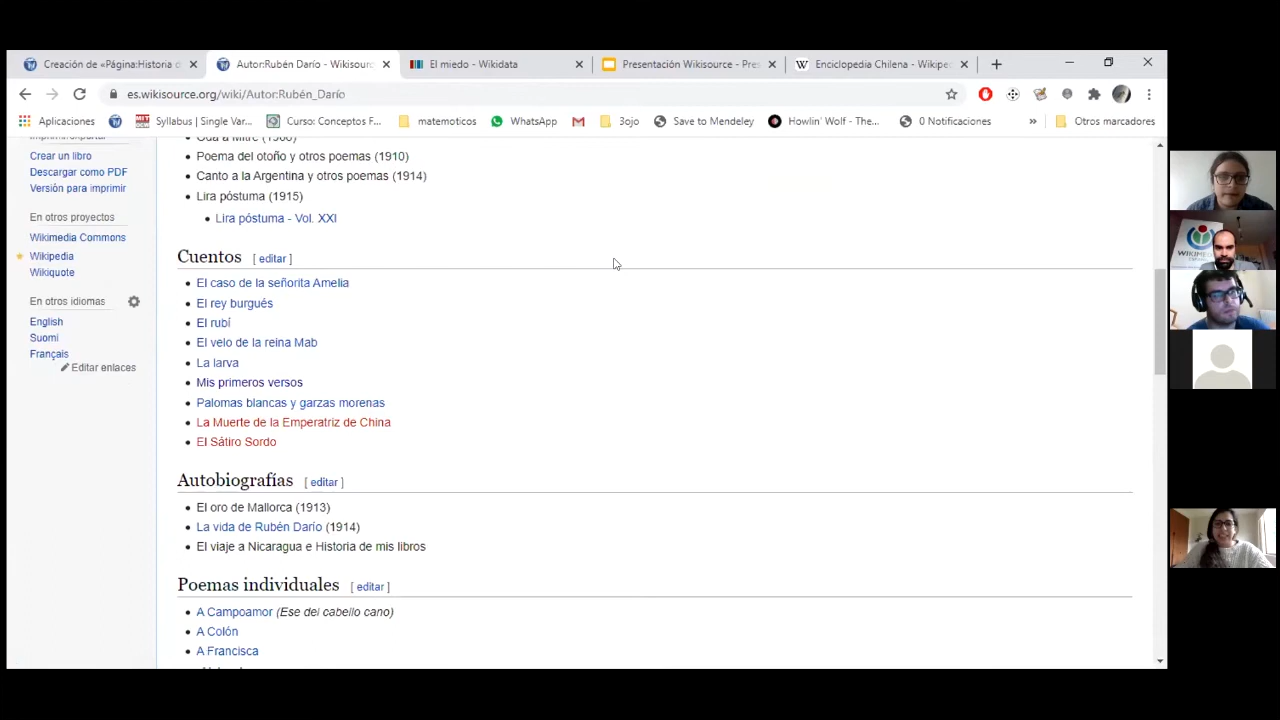 Creación de «Página:Historia d
Autor:Rubén Darío - Wikisourc
El miedo - Wikidata
Presentación Wikisource - Pres
Enciclopedia Chilena - Wikipe
es.wikisource.org/wiki/Autor:Rubén_Darío
Aplicaciones
Syllabus | Single Var...
Curso: Conceptos F...
matemoticos
WhatsApp
3ojo
Save to Mendeley
Howlin' Wolf - The...
0 Notificaciones
»
Otros marcadores
Crear un libro
Descargar como PDF
Versión para imprimir
En otros proyectos
Wikimedia Commons
Wikipedia
Wikiquote
En otros idiomas
English
Suomi
Français
Editar enlaces
Poema del otoño y otros poemas (1910)
Canto a la Argentina y otros poemas (1914)
Lira póstuma (1915)
Lira póstuma - Vol. XXI
Cuentos [ editar ]
El caso de la señorita Amelia
El rey burgués
El rubí
El velo de la reina Mab
La larva
Mis primeros versos
Palomas blancas y garzas morenas
La Muerte de la Emperatriz de China
El Sátiro Sordo
Autobiografías [ editar ]
El oro de Mallorca (1913)
La vida de Rubén Darío (1914)
El viaje a Nicaragua e Historia de mis libros
Poemas individuales [ editar ]
A Campoamor (Ese del cabello cano)
A Colón
A Francisca